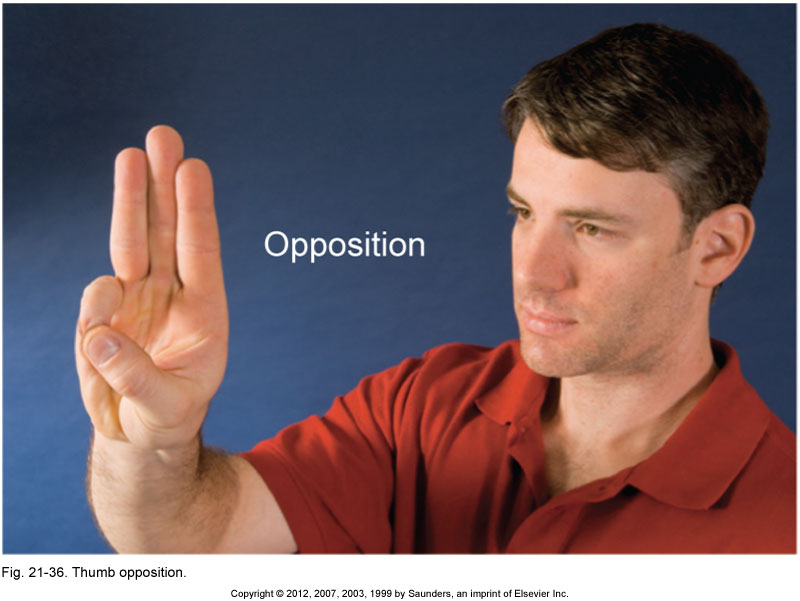 Opposition
Fig. 21-36. Thumb opposition.
Copyright © 2012, 2007, 2003, 1999 by Saunders, an imprint of Elsevier Inc.